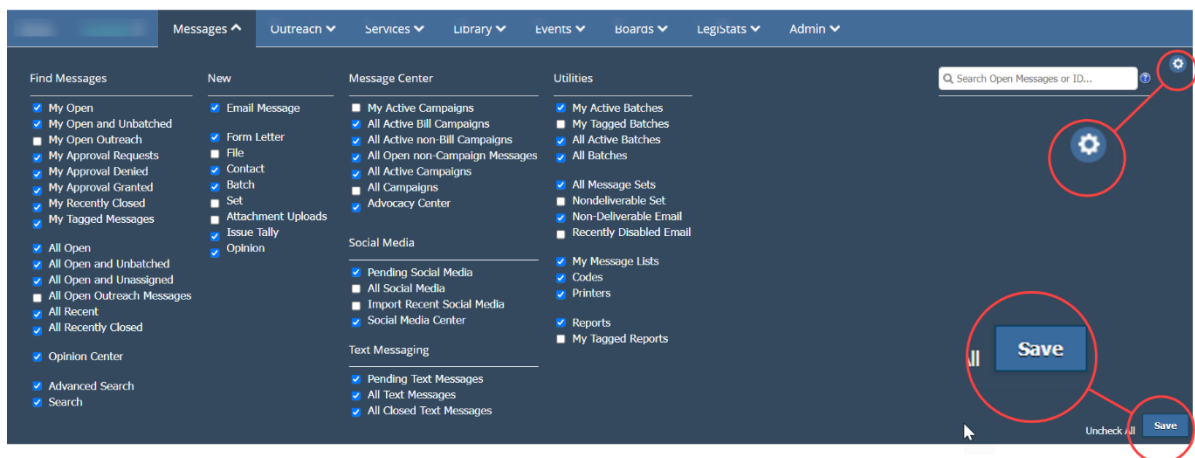 Messages
Outreach
Services
Library
Events
Boards
LegiStats
Admin
Search Open Messages or ID...
?
Find Messages
My Open
My Open and Unbatched
My Open Outreach
My Approval Requests
My Approval Denied
My Approval Granted
My Recently Closed
My Tagged Messages
All Open
All Open and Unbatched
All Open and Unassigned
All Open Outreach Messages
All Recent
All Recently Closed
Opinion Center
Advanced Search
Search
New
Email Message
Form Letter
File
Contact
Batch
Set
Attachment Uploads
Issue Tally
Opinion
Message Center
My Active Campaigns
All Active Bill Campaigns
All Active non-Bill Campaigns
All Open non-Campaign Messages
All Active Campaigns
All Campaigns
Advocacy Center
Social Media
Pending Social Media
All Social Media
Import Recent Social Media
Social Media Center
Text Messaging
Pending Text Messages
All Text Messages
All Closed Text Messages
Utilities
My Active Batches
My Tagged Batches
All Active Batches
All Batches
All Message Sets
Nondeliverable Set
Non-Deliverable Email
Recently Disabled Email
My Message Lists
Codes
Printers
Reports
My Tagged Reports
All Save
Uncheck All Save